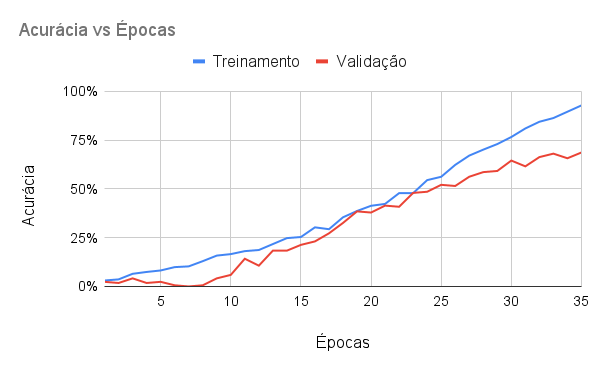 Acurácia vs Épocas
Treinamento
Validação
100%
75%
50%
25%
0%
Acurácia
5
10
15
20
25
30
35
Épocas